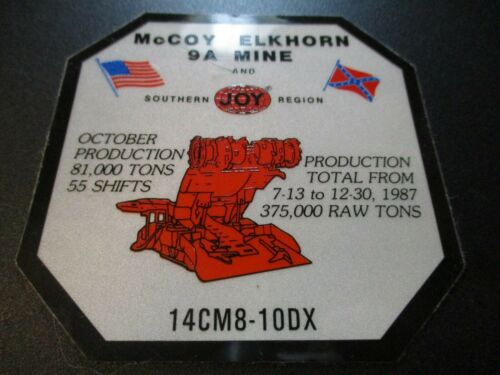 McCOY ELKHORN
9A MINE
AND
SOUTHERN JOY REGION
OCTOBER
PRODUCTION
81,000 TONS
55 SHIFTS
PRODUCTION
TOTAL FROM
7-13 to 12-30, 1987
375,000 RAW TONS
14CM8-10DX